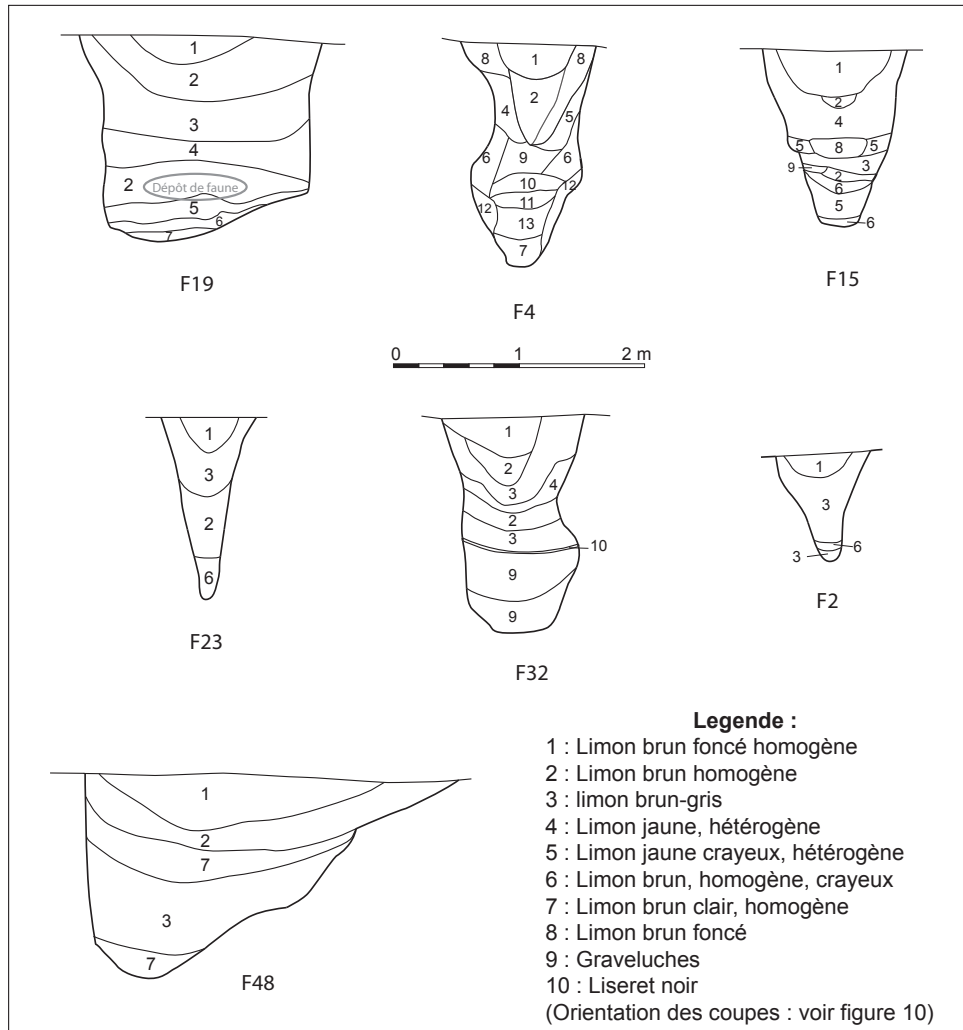 1
2
3
4
2 Dépôt de faune
5
6
7
F19
8 1 8
2
4 5
6 9 6
10 12
12 11
13
7
F4
1
2
4
5 8 5
9 3
2
6
5
6
F15
0 1 2 m
1
3
2
6
F23
1
2
3 4
2
3
10
9
9
F32
1
3
6
3
F2
1
2
7
3
7
F48
Legende :
1 : Limon brun foncé homogène
2 : Limon brun homogène
3 : limon brun-gris
4 : Limon jaune, hétérogène
5 : Limon jaune crayeux, hétérogène
6 : Limon brun, homogène, crayeux
7 : Limon brun clair, homogène
8 : Limon brun foncé
9 : Graveluches
10 : Liseret noir
(Orientation des coupes : voir figure 10)